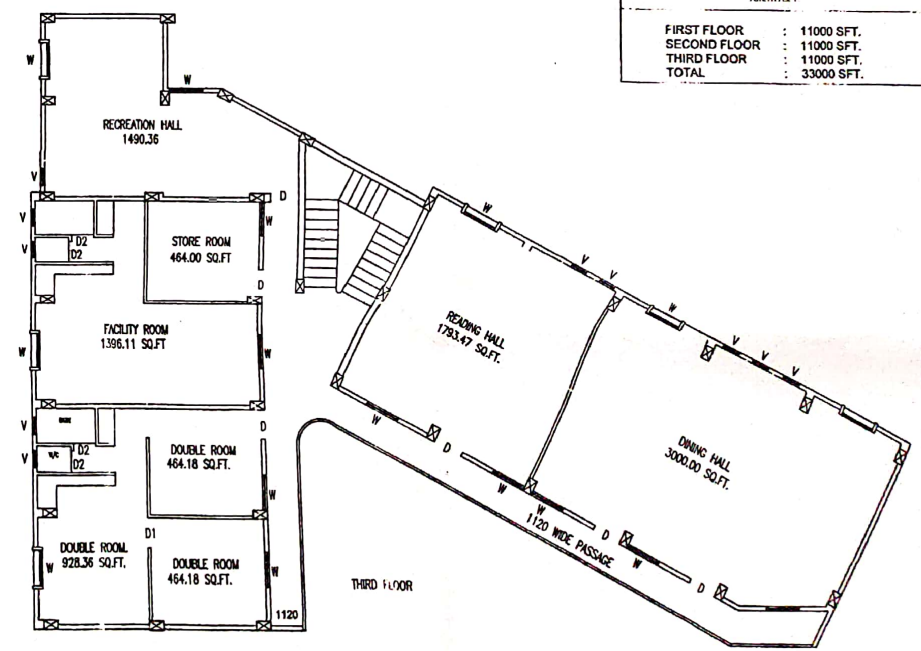 FIRST FLOOR : 11000 SFT.
SECOND FLOOR : 11000 SFT.
THIRD FLOOR : 11000 SFT.
TOTAL : 33000 SFT.
W
W
RECREATION HALL
1490.36
V
D
V
W
W
STORE ROOM
464.00 SQ.FT
D2
D2
V
D
V
V
W
READING HALL
1793.47 SQ.FT.
FACILITY ROOM
1396.11 SQ.FT
W
W
V
V
V
W
V
D
D
DOUBLE ROOM
464.18 SQ.FT.
W/C
D2
D2
V
DINING HALL
3000.00 SQ.FT.
W
W
W
1120 WIDE PASSAGE
D
W
D
D1
DOUBLE ROOM.
928.36 SQ.FT.
W
DOUBLE ROOM
464.18 SQ.FT.
W
THIRD FLOOR
1120